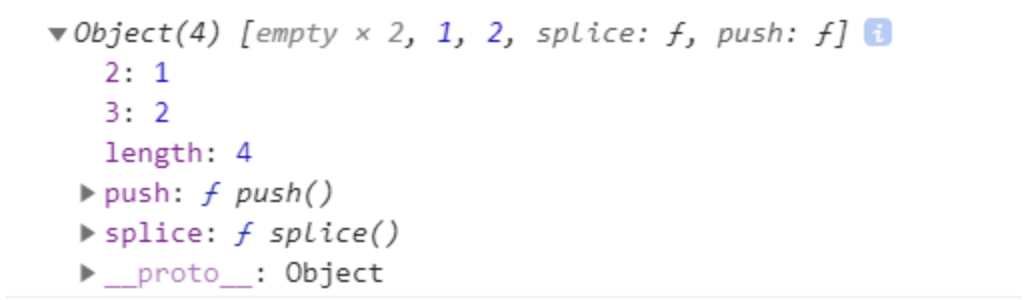 ▼Object(4) [empty × 2, 1, 2, splice: ƒ, push: ƒ] i
2: 1
3: 2
length: 4
▶ push: ƒ push()
▶ splice: ƒ splice()
▶ __proto__: Object